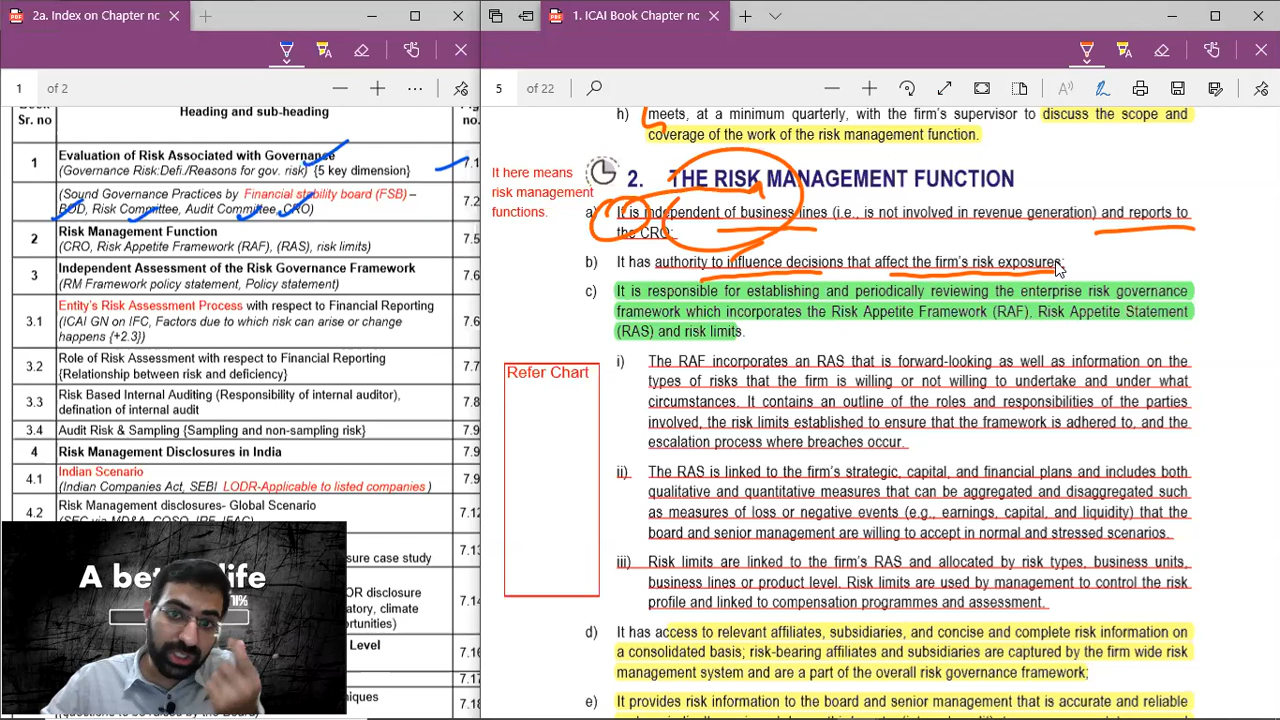 2a. Index on Management
1. ICAI Book Chapter no
1 of 2
5 of 22
Sr. no
Heading and sub-heading
no.
1 Evaluation of Risk Associated with Governance
(Governance Risk:Defi./Reasons for gov. risk) {5 key dimension} 7.1
(Sound Governance Practices by Financial stability board (FSB) –
BOD, Risk Committee, Audit Committee, CRO) 7.2
2 Risk Management Function
(CRO, Risk Appetite Framework (RAF), (RAS), risk limits) 7.5
3 Independent Assessment of the Risk Governance Framework
(RM Framework policy statement, Policy statement) 7.6
3.1 Entity's Risk Assessment Process with respect to Financial Reporting
(ICAI GN on IFC, Factors due to which risk can arise or change
happens {+2.3}) 7.6
3.2 Role of Risk Assessment with respect to Financial Reporting
{Relationship between risk and deficiency} 7.7
3.3 Risk Based Internal Auditing (Responsibility of internal auditor),
defination of internal audit 7.8
3.4 Audit Risk & Sampling {Sampling and non-sampling risk) 7.9
4 Risk Management Disclosures in India 7.9
4.1 Indian Scenario
(Indian Companies Act, SEBI LODR-Applicable to listed companies) 7.9
4.2 Risk Management disclosures- Global Scenario
7.12
7.13
sure case study
OR disclosure
atory, climate
ortunities) 7.14
Level
7.16
7.17
niques
7.18
A be life
71%
h) meets, at a minimum quarterly, with the firm's supervisor to discuss the scope and
coverage of the work of the risk management function.
It here means
risk management
functions.
2. THE RISK MANAGEMENT FUNCTION
a) It is independent of business lines (i.e., is not involved in revenue generation) and reports to
the CRO;
b) It has authority to influence decisions that affect the firm's risk exposures;
c) It is responsible for establishing and periodically reviewing the enterprise risk governance
framework which incorporates the Risk Appetite Framework (RAF), Risk Appetite Statement
(RAS) and risk limits.
Refer Chart
i) The RAF incorporates an RAS that is forward-looking as well as information on the
types of risks that the firm is willing or not willing to undertake and under what
circumstances. It contains an outline of the roles and responsibilities of the parties
involved, the risk limits established to ensure that the framework is adhered to, and the
escalation process where breaches occur.
ii) The RAS is linked to the firm's strategic, capital, and financial plans and includes both
qualitative and quantitative measures that can be aggregated and disaggregated such
as measures of loss or negative events (e.g., earnings, capital, and liquidity) that the
board and senior management are willing to accept in normal and stressed scenarios.
iii) Risk limits are linked to the firm's RAS and allocated by risk types, business units,
business lines or product level. Risk limits are used by management to control the risk
profile and linked to compensation programmes and assessment.
d) It has access to relevant affiliates, subsidiaries, and concise and complete risk information on
a consolidated basis; risk-bearing affiliates and subsidiaries are captured by the firm wide risk
management system and are a part of the overall risk governance framework;
e) It provides risk information to the board and senior management that is accurate and reliable